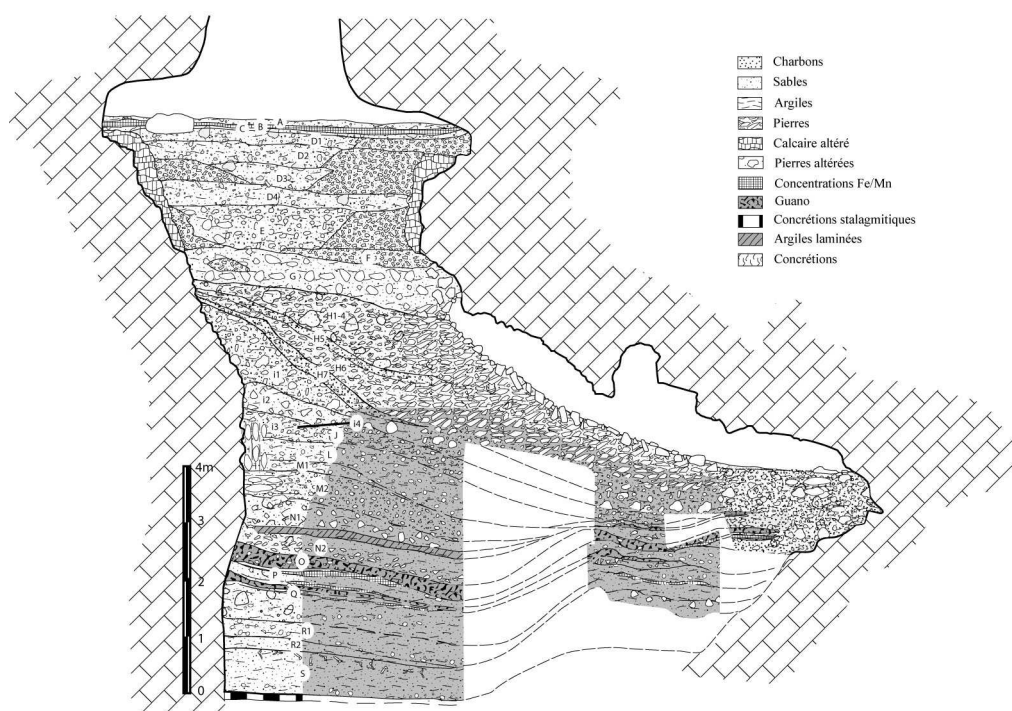 Charbons
Sables
Argiles
Pierres
Calcaire altéré
Pierres altérées
Concentrations Fe/Mn
Guano
Concrétions stalagmitiques
Argiles laminées
Concrétions
A
B
C
D1
D2
D3
D4
E
F
G
H1-4
H5
H6
H7
i1
i2
i3
i4
J
L
M1
M2
N1
N2
O
P
Q
R1
R2
S
4m
3
2
1
0